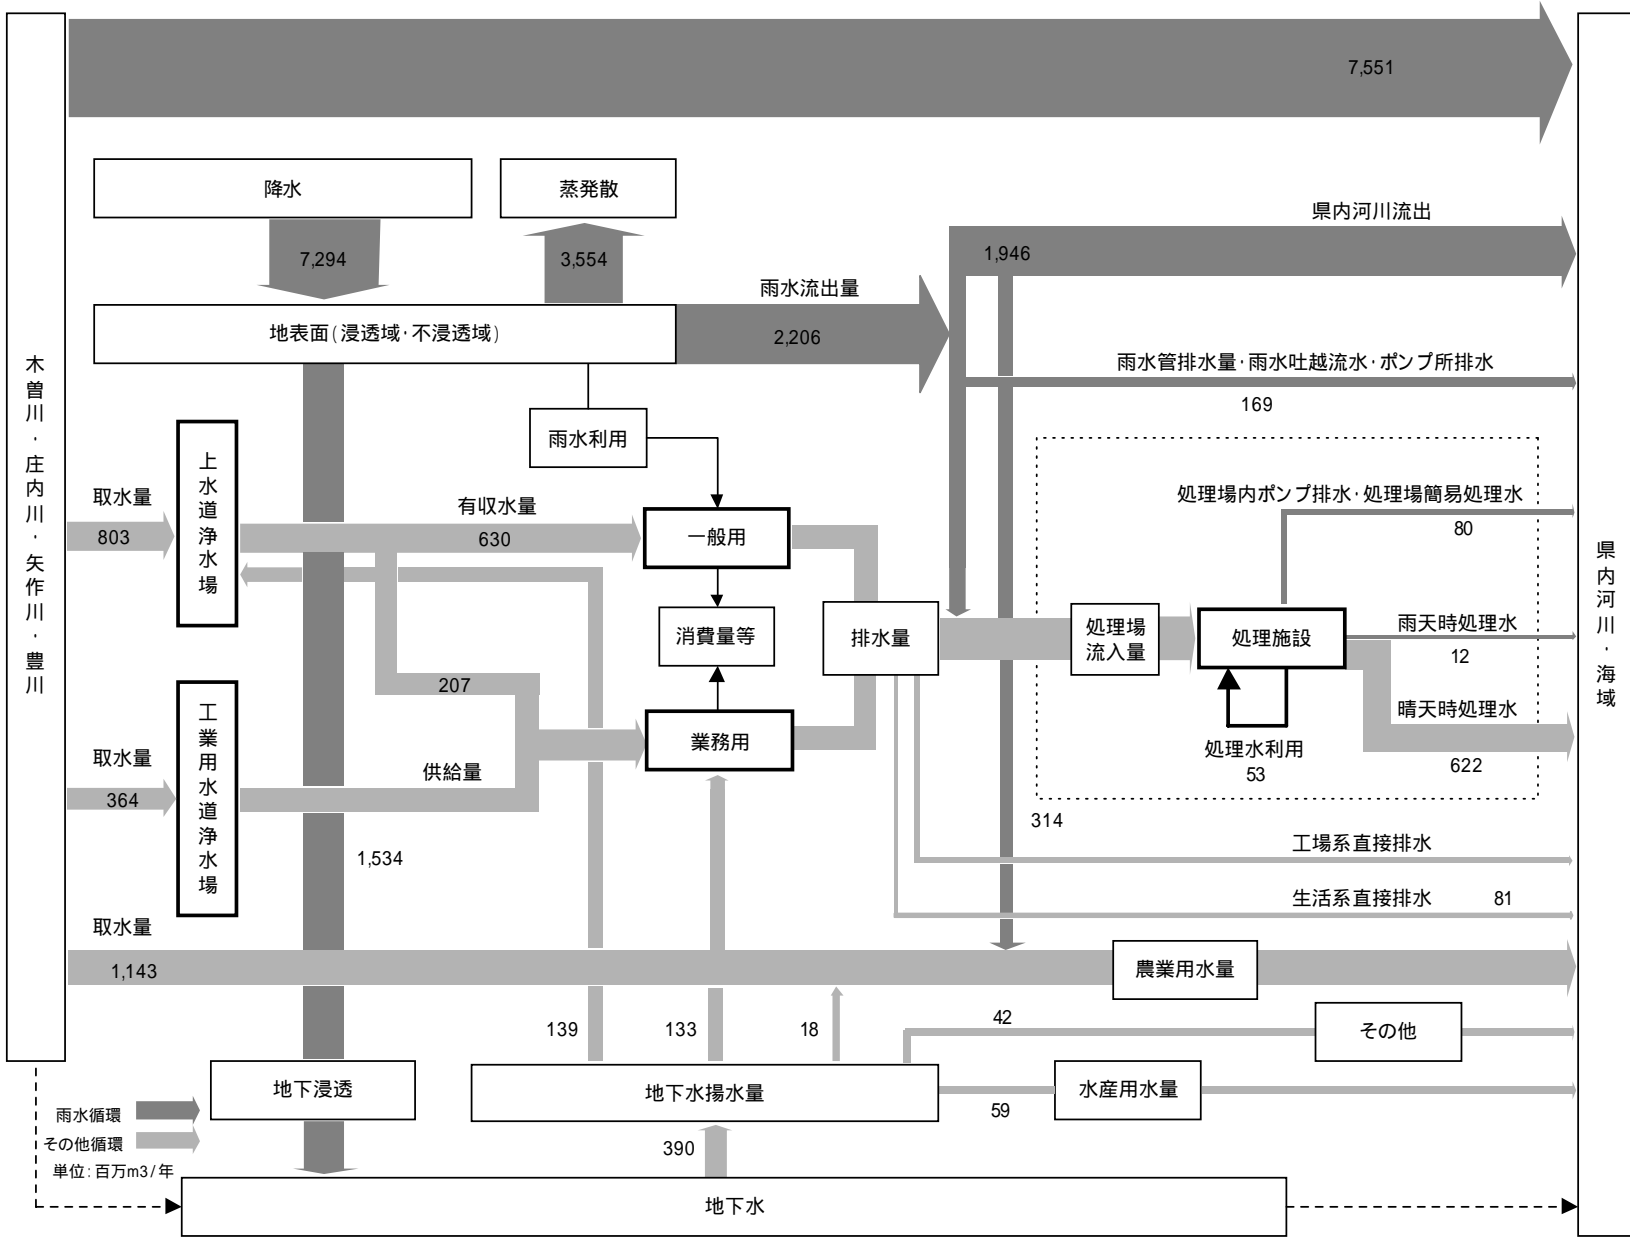 7,551
降水
蒸発散
県内河川流出
7,294
3,554
1,946
雨水流出量
地表面(浸透域･不浸透域)
2,206
木曽川・庄内川・矢作川・豊川
雨水管排水量･雨水吐越流水･ポンプ所排水
169
雨水利用
上水道浄水場
取水量
803
有収水量
630
一般用
処理場内ポンプ排水･処理場簡易処理水
80
県内河川・海域
消費量等
排水量
処理場
流入量
処理施設
雨天時処理水
12
207
工業用水道浄水場
業務用
晴天時処理水
取水量
364
供給量
処理水利用
53
622
314
1,534
工場系直接排水
生活系直接排水
81
取水量
1,143
農業用水量
139
133
18
42
その他
地下浸透
地下水揚水量
59
水産用水量
雨水循環
その他循環
単位:百万m3/年
390
地下水